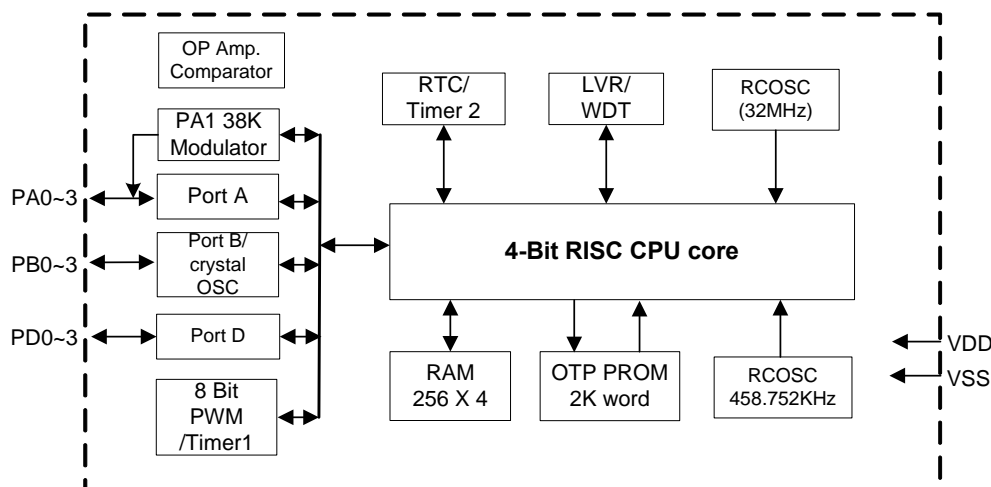 OP Amp.
Comparator
PA1 38K
Modulator
PA0~3
Port A
PB0~3
Port B/
crystal
OSC
PD0~3
Port D
8 Bit
PWM
/Timer1
RTC/
Timer 2
LVR/
WDT
RCOSC
(32MHz)
4-Bit RISC CPU core
RAM
256 X 4
OTP PROM
2K word
RCOSC
458.752KHz
VDD
VSS